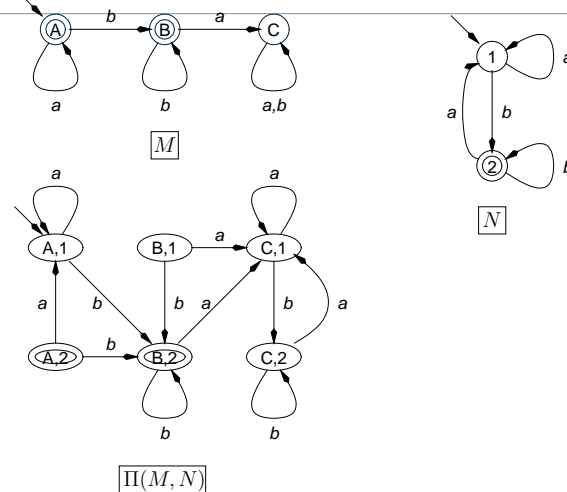 b a
A B C
a b a,b
M
1 a
a b
2 b
N
a a
A,1 B,1 a C,1
a b b a b a
A,2 b B,2 C,2
b b
Π(M, N)